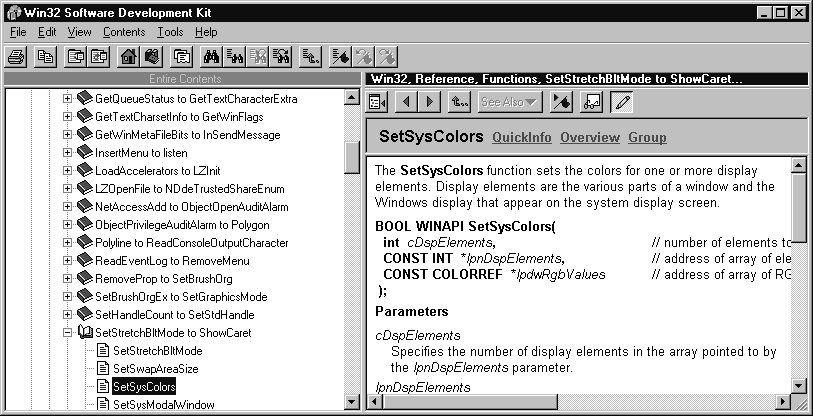 Win32 Software Development Kit
File Edit View Contents Tools Help
Entire Contents
GetQueueStatus to GetTextCharacterExtra
GetTextCharsetInfo to GetWinFlags
GetWinMetaFileBits to InSendMessage
InsertMenu to listen
LoadAccelerators to LZInit
LZOpenFile to NDdeTrustedShareEnum
NetAccessAdd to ObjectOpenAuditAlarm
ObjectPrivilegeAuditAlarm to Polygon
Polyline to ReadConsoleOutputCharacter
ReadEventLog to RemoveMenu
RemoveProp to SetBrushOrg
SetBrushOrgEx to SetGraphicsMode
SetHandleCount to SetStdHandle
SetStretchBltMode to ShowCaret
SetStretchBltMode
SetSwapAreaSize
SetSysColors
SetSysModalWindow
Win32, Reference, Functions, SetStretchBltMode to ShowCaret...
See Also
SetSysColors QuickInfo Overview Group
The SetSysColors function sets the colors for one or more display
elements. Display elements are the various parts of a window and the
Windows display that appear on the system display screen.
BOOL WINAPI SetSysColors(
int cDspElements, // number of elements to
CONST INT *lpnDspElements, // address of array of ele
CONST COLORREF *lpdwRgbValues // address of array of RG
);
Parameters
cDspElements
Specifies the number of display elements in the array pointed to by
the lpnDspElements parameter.
lpnDspElements